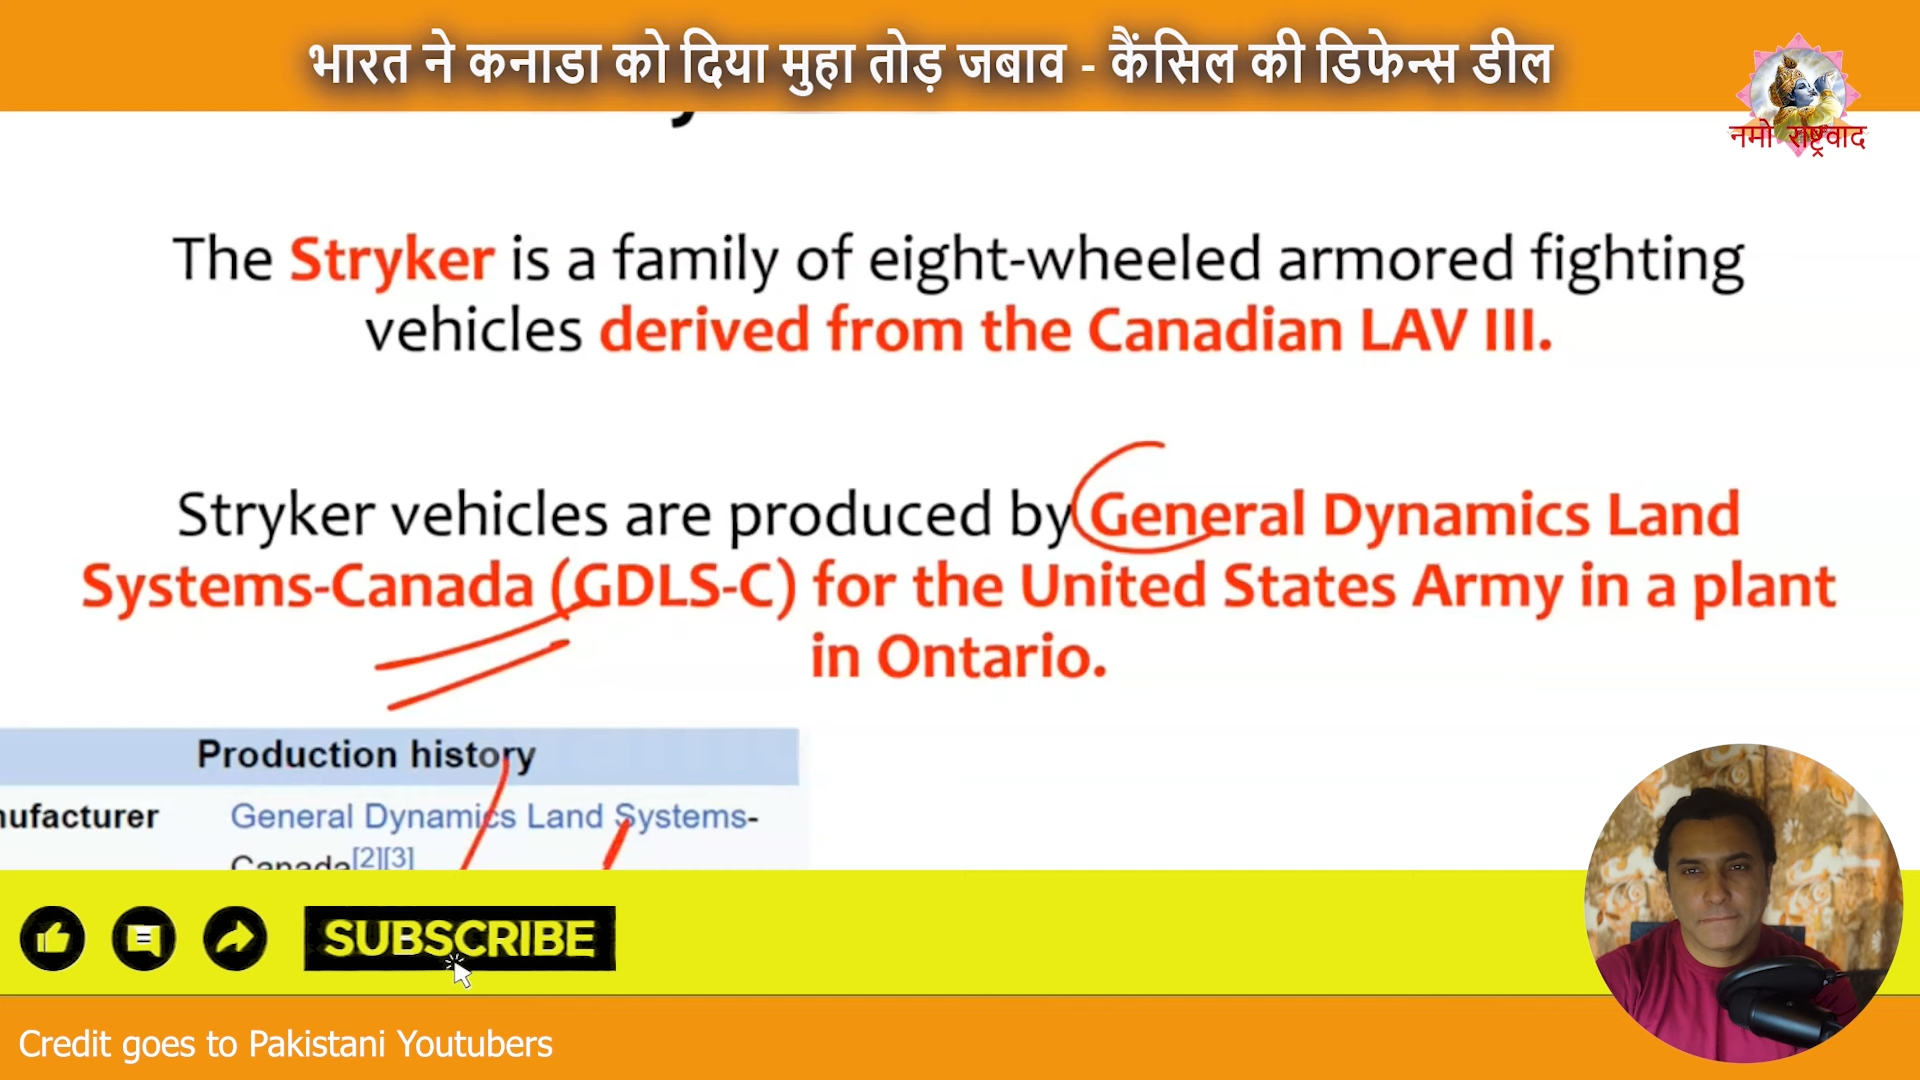 भारत ने कनाडा को दिया मुहा तोड़ जबाव - कैंसिल की डिफेन्स डील
नमो राष्ट्रवाद
The Stryker is a family of eight-wheeled armored fighting
vehicles derived from the Canadian LAV III.
Stryker vehicles are produced by General Dynamics Land
Systems-Canada (GDLS-C) for the United States Army in a plant
in Ontario.
Production history
nufacturer General Dynamics Land Systems-
Canada[2][3]
SUBSCRIBE
Credit goes to Pakistani Youtubers